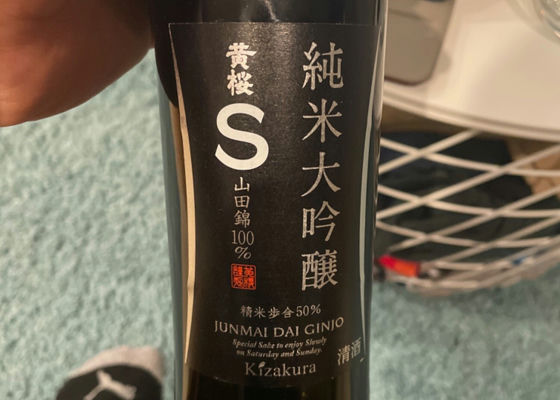 純米大吟醸
黄桜
S
山田錦
100
%
精米歩合50%
JUNMAI DAI GINJO
Special Sake to enjoy Slowly
on Saturday and Sunday.
清酒
Kizakura